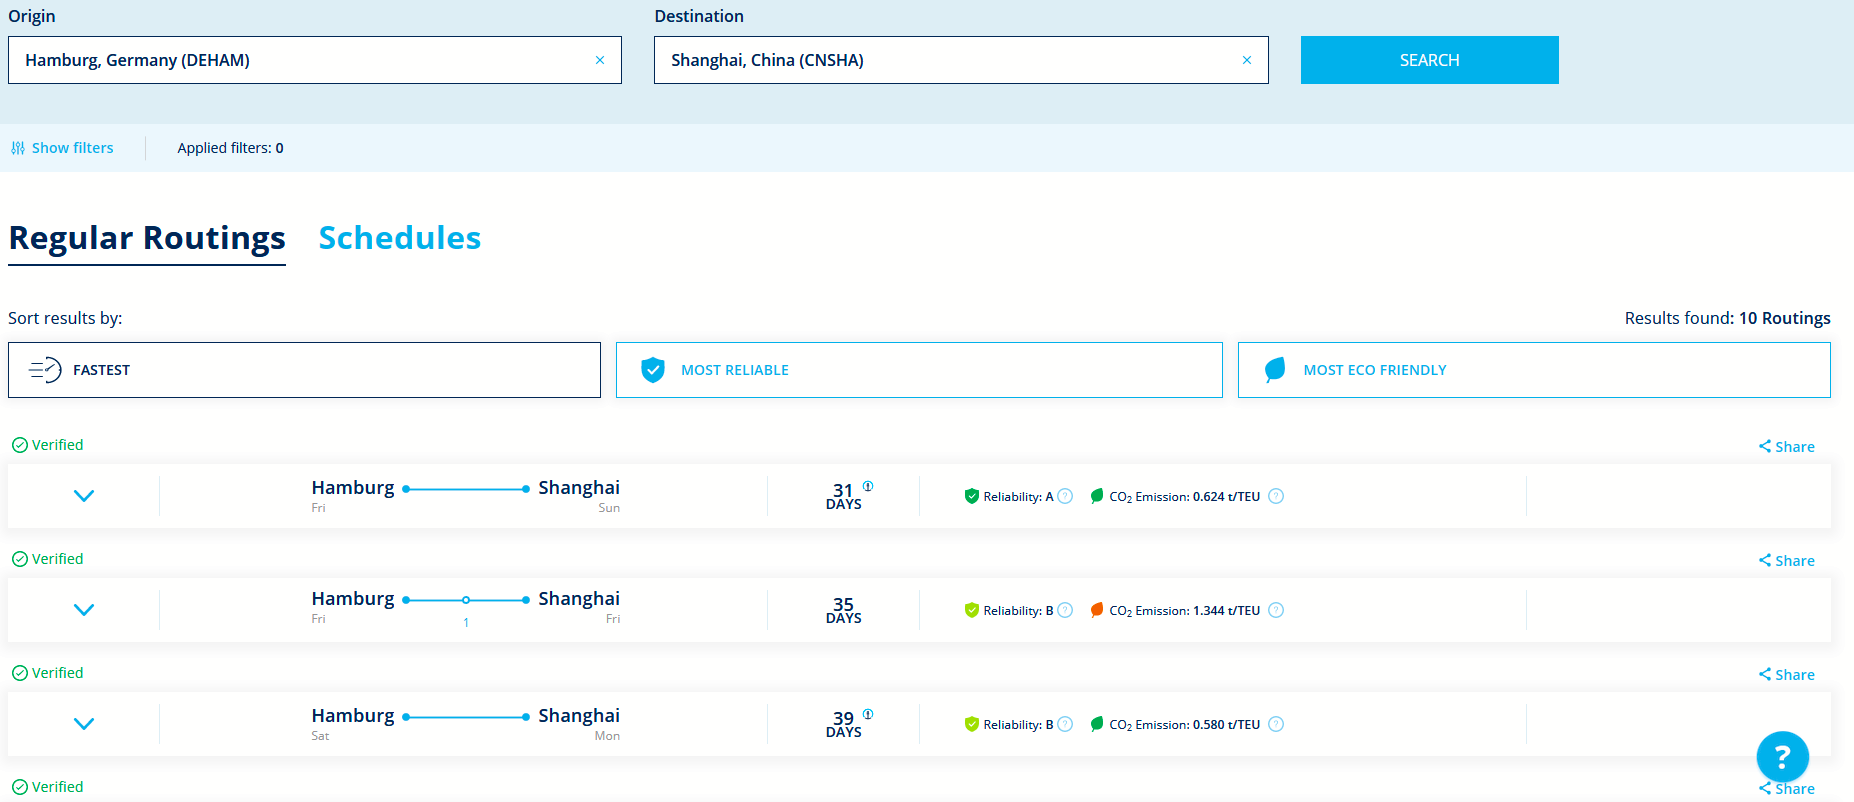 Origin
Destination
Hamburg, Germany (DEHAM) ×
Shanghai, China (CNSHA) ×
SEARCH
Show filters
Applied filters: 0
Regular Routings
Schedules
Sort results by:
Results found: 10 Routings
FASTEST
MOST RELIABLE
MOST ECO FRIENDLY
Verified
Share
Hamburg
Shanghai
Fri
Sun
31
DAYS
Reliability: A ?
CO₂ Emission: 0.624 t/TEU ?
Verified
Share
Hamburg
Shanghai
Fri
1
Fri
35
DAYS
Reliability: B ?
CO₂ Emission: 1.344 t/TEU ?
Verified
Share
Hamburg
Shanghai
Sat
Mon
39
DAYS
Reliability: B ?
CO₂ Emission: 0.580 t/TEU ?
?
Verified
Share